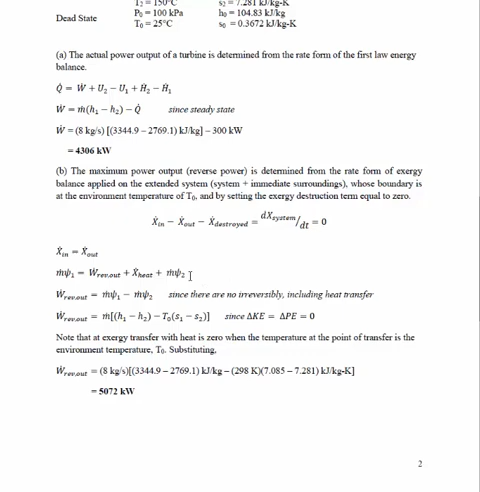 T₂ = 150°C s₂ = 7.281 kJ/kg-K
Dead State P₀ = 100 kPa h₀ = 104.83 kJ/kg
T₀ = 25°C s₀ = 0.3672 kJ/kg-K
(a) The actual power output of a turbine is determined from the rate form of the first law energy
balance.
Q̇ = Ẇ + U₂ − U₁ + Ḣ₂ − Ḣ₁
Ẇ = ṁ(h₁ − h₂) − Q̇ since steady state
Ẇ = (8 kg/s) [(3344.9 – 2769.1) kJ/kg] – 300 kW
= 4306 kW
(b) The maximum power output (reverse power) is determined from the rate form of exergy
balance applied on the extended system (system + immediate surroundings), whose boundary is
at the environment temperature of T₀, and by setting the exergy destruction term equal to zero.
Ẋin − Ẋout − Ẋdestroyed = dXsystem/dt = 0
Ẋin = Ẋout
ṁψ₁ = Ẇrev.out + Ẋheat + ṁψ₂
Ẇrev.out = ṁψ₁ − ṁψ₂ since there are no irreversibly, including heat transfer
Ẇrev.out = ṁ[(h₁ − h₂) − T₀(s₁ − s₂)] since ΔKE = ΔPE = 0
Note that at exergy transfer with heat is zero when the temperature at the point of transfer is the
environment temperature, T₀. Substituting,
Ẇrev.out = (8 kg/s)[(3344.9 – 2769.1) kJ/kg – (298 K)(7.085 – 7.281) kJ/kg-K]
= 5072 kW
2